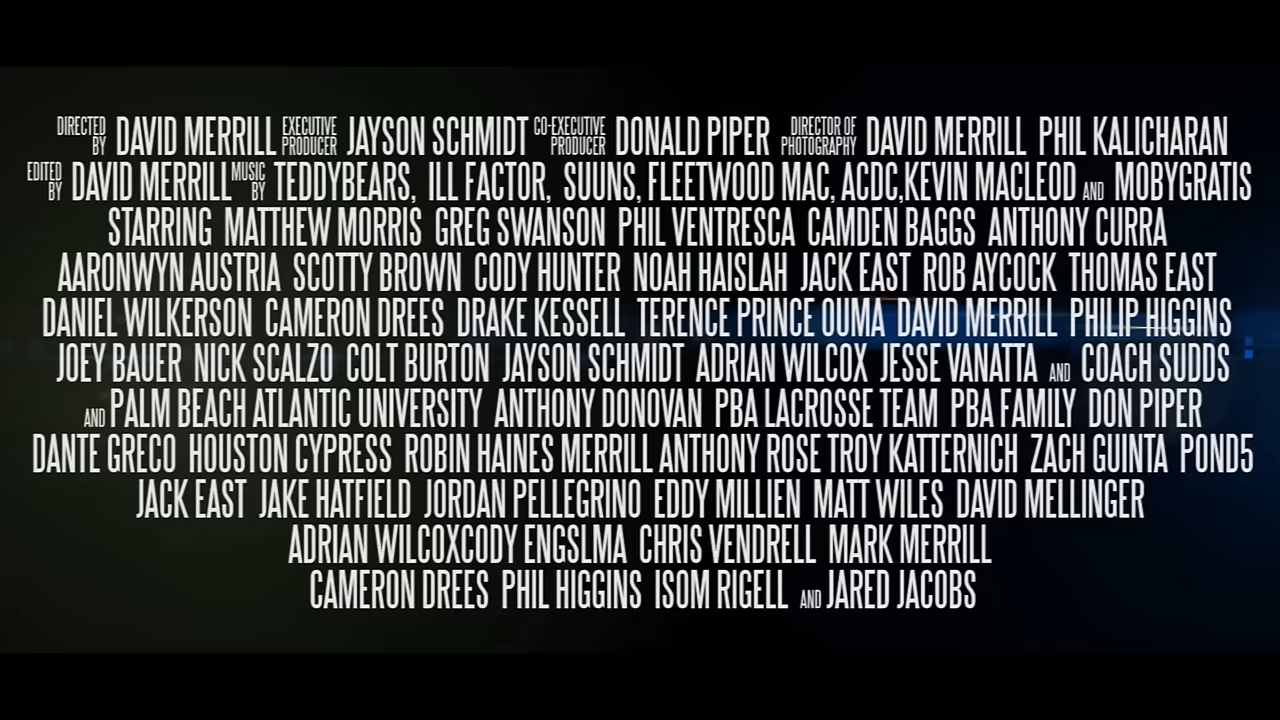 DIRECTED BY DAVID MERRILL EXECUTIVE PRODUCER JAYSON SCHMIDT CO-EXECUTIVE PRODUCER DONALD PIPER DIRECTOR OF PHOTOGRAPHY DAVID MERRILL PHIL KALICHARAN
EDITED BY DAVID MERRILL MUSIC BY TEDDYBEARS, ILL FACTOR, SUUNS, FLEETWOOD MAC, ACDC,KEVIN MACLEOD AND MOBYGRATIS
STARRING MATTHEW MORRIS GREG SWANSON PHIL VENTRESCA CAMDEN BAGGS ANTHONY CURRA
AARONWYN AUSTRIA SCOTTY BROWN CODY HUNTER NOAH HAISLAH JACK EAST ROB AYCOCK THOMAS EAST
DANIEL WILKERSON CAMERON DREES DRAKE KESSELL TERENCE PRINCE OUMA DAVID MERRILL PHILIP HIGGINS
JOEY BAUER NICK SCALZO COLT BURTON JAYSON SCHMIDT ADRIAN WILCOX JESSE VANATTA AND COACH SUDDS
AND PALM BEACH ATLANTIC UNIVERSITY ANTHONY DONOVAN PBA LACROSSE TEAM PBA FAMILY DON PIPER
DANTE GRECO HOUSTON CYPRESS ROBIN HAINES MERRILL ANTHONY ROSE TROY KATTERNICH ZACH GUINTA POND5
JACK EAST JAKE HATFIELD JORDAN PELLEGRINO EDDY MILLIEN MATT WILES DAVID MELLINGER
ADRIAN WILCOXCODY ENGSLMA CHRIS VENDRELL MARK MERRILL
CAMERON DREES PHIL HIGGINS ISOM RIGELL AND JARED JACOBS